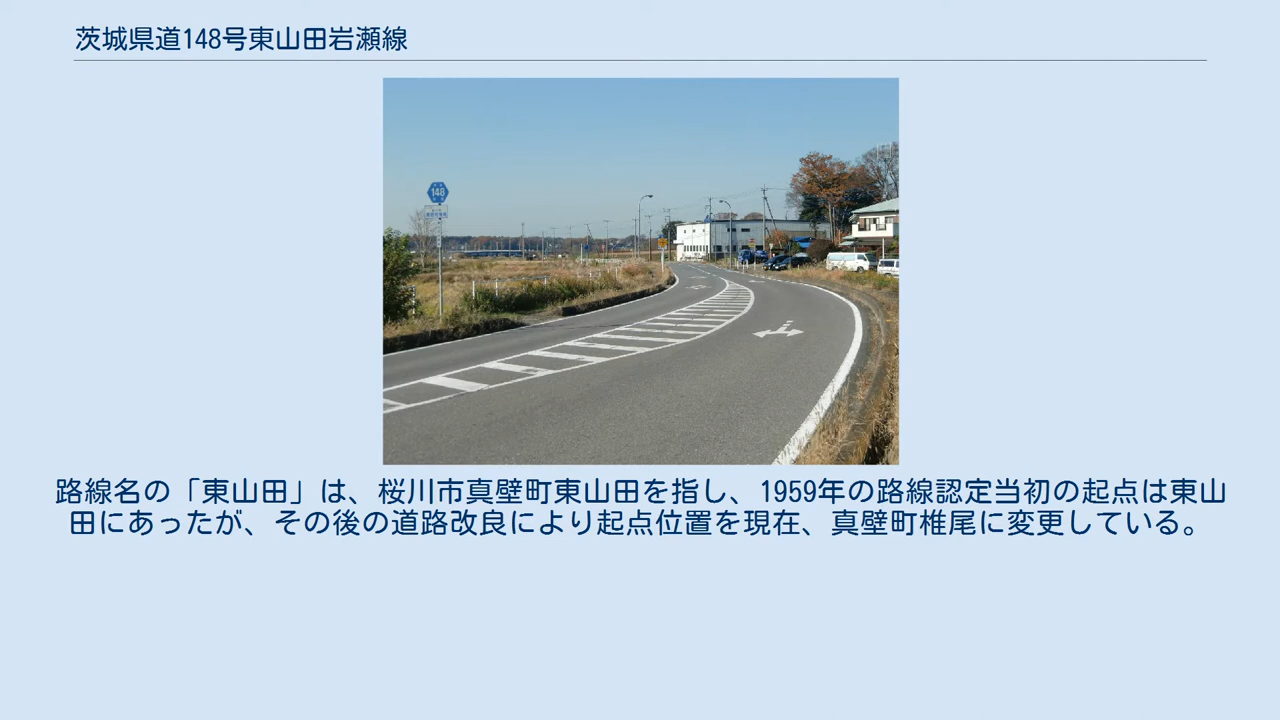 茨城県道148号東山田岩瀬線
148
路線名の「東山田」は、桜川市真壁町東山田を指し、1959年の路線認定当初の起点は東山
田にあったが、その後の道路改良により起点位置を現在、真壁町椎尾に変更している。